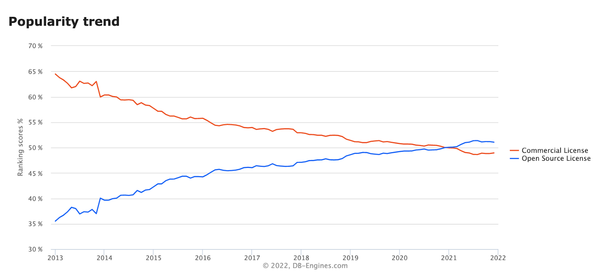 Popularity trend
70 %
65 %
60 %
55 %
50 %
45 %
40 %
35 %
30 %
Ranking scores %
2013 2014 2015 2016 2017 2018 2019 2020 2021 2022
Commercial License
Open Source License
© 2022, DB-Engines.com